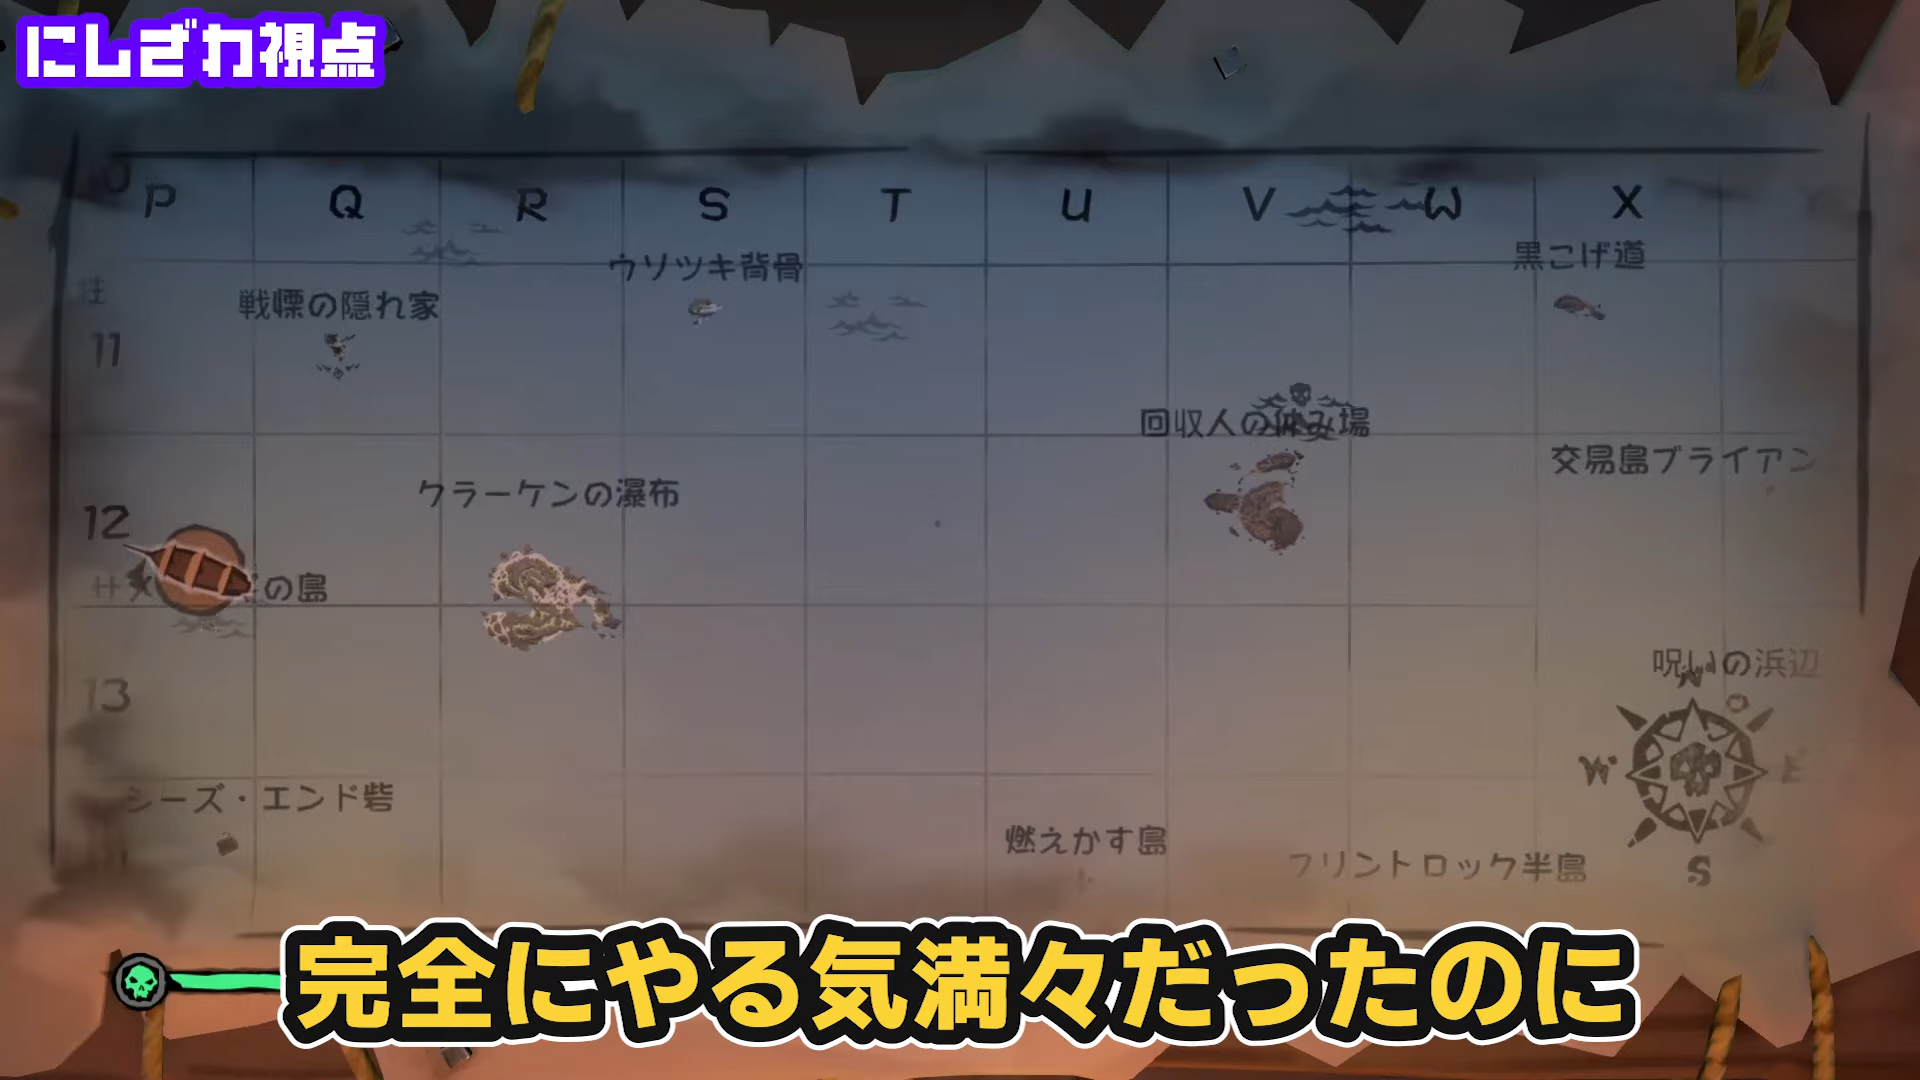 にしざわ視点
P Q R S T U V W X
黒こげ道
ウソツキ背骨
戦慄の隠れ家
11
回収人の休み場
交易島ブライアン
クラーケンの瀑布
12
の島
呪いの浜辺
N
13
W E
シーズ・エンド砦
燃えかす島
フリントロック半島
S
完全にやる気満々だったのに